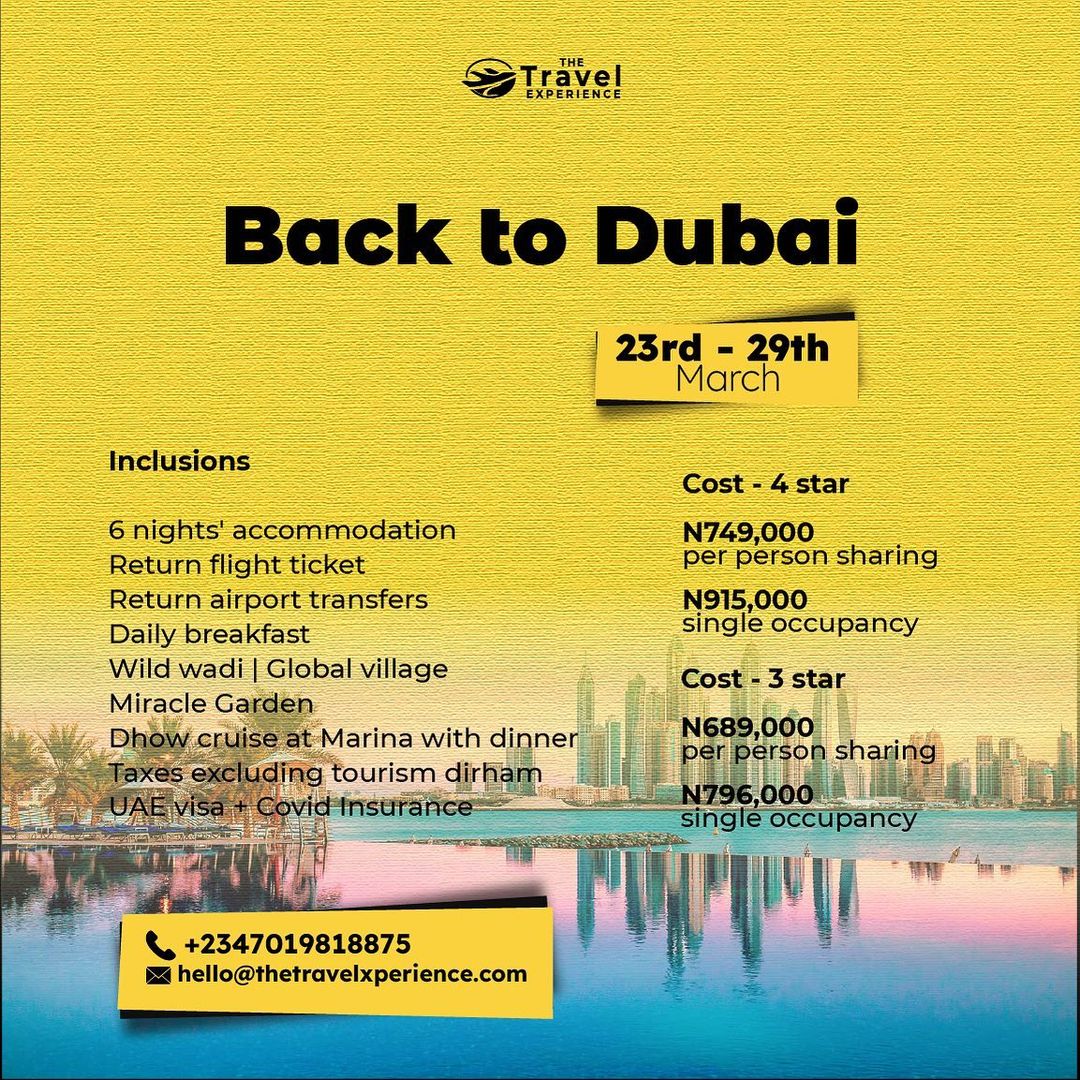 THE
Travel
EXPERIENCE
Back to Dubai
23rd - 29th
March
Inclusions
6 nights' accommodation
Return flight ticket
Return airport transfers
Daily breakfast
Wild wadi | Global village
Miracle Garden
Dhow cruise at Marina with dinner
Taxes excluding tourism dirham
UAE visa + Covid Insurance
Cost - 4 star
N749,000
per person sharing
N915,000
single occupancy
Cost - 3 star
N689,000
per person sharing
N796,000
single occupancy
+2347019818875
hello@thetravelxperience.com